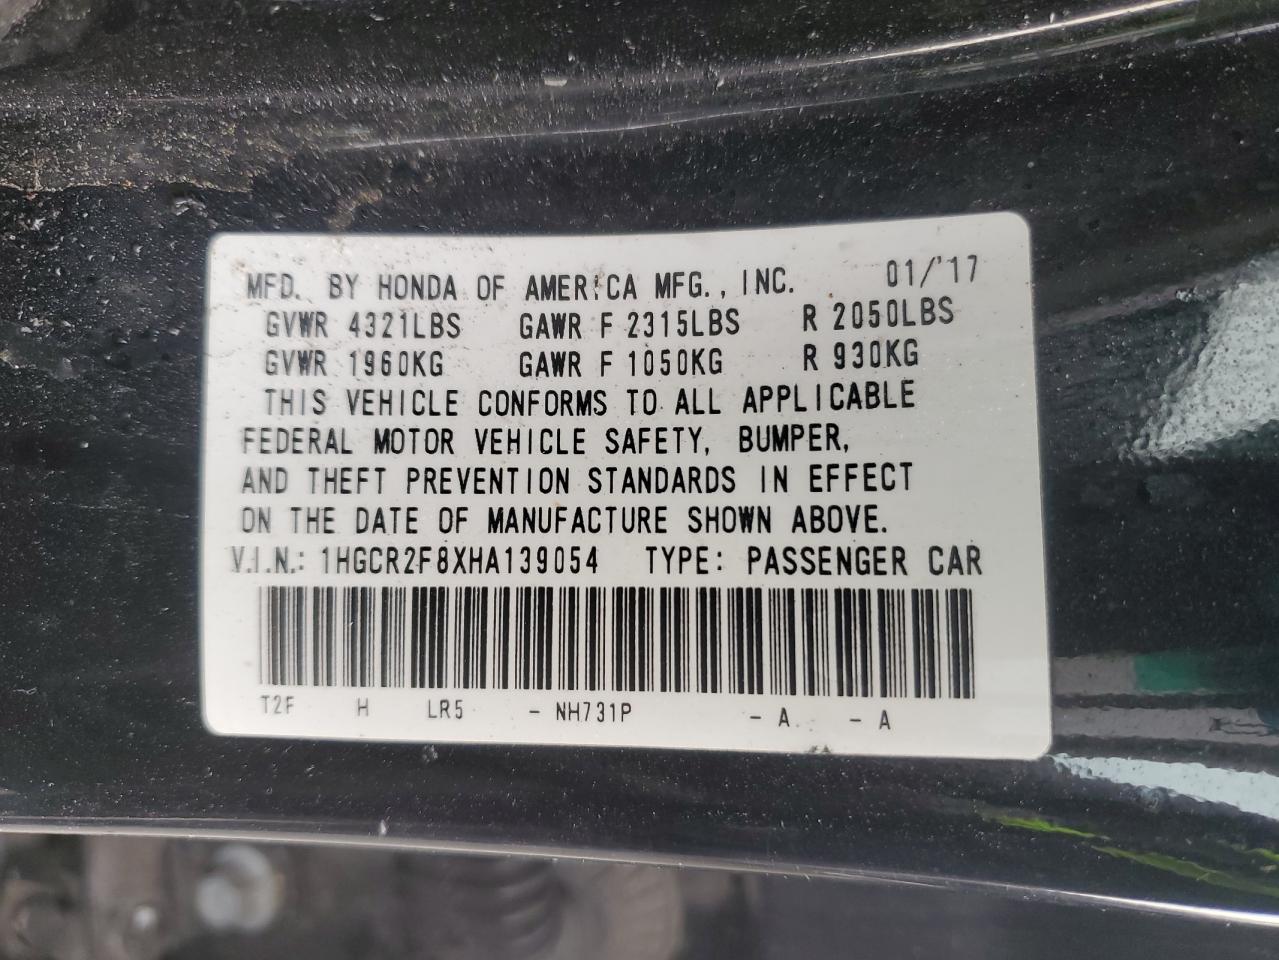 MFD. BY HONDA OF AMERICA MFG., INC. 01/'17
GVWR 4321LBS GAWR F 2315LBS R 2050LBS
GVWR 1960KG GAWR F 1050KG R 930KG
THIS VEHICLE CONFORMS TO ALL APPLICABLE
FEDERAL MOTOR VEHICLE SAFETY, BUMPER,
AND THEFT PREVENTION STANDARDS IN EFFECT
ON THE DATE OF MANUFACTURE SHOWN ABOVE.
V.I.N.: 1HGCR2F8XHA139054 TYPE: PASSENGER CAR
T2F H LR5 - NH731P - A - A